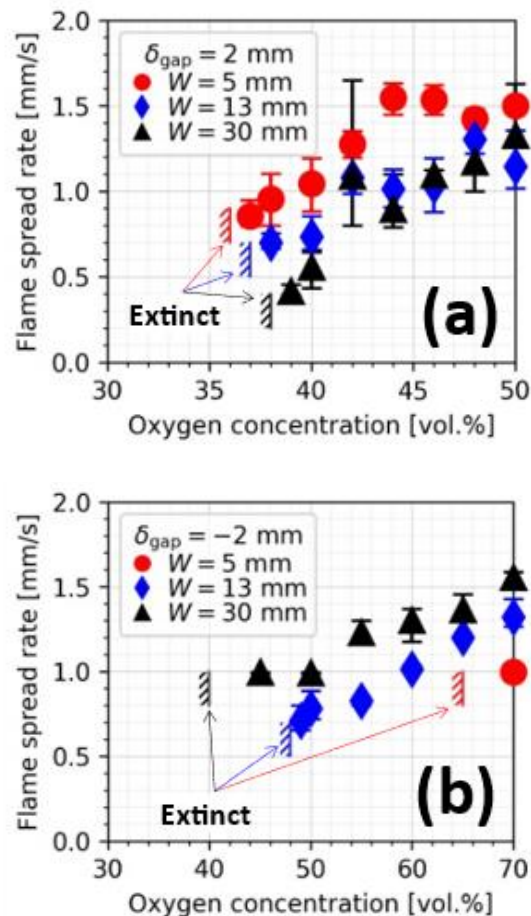 2.0
1.5
1.0
0.5
0.0
Flame spread rate [mm/s]
δgap = 2 mm
W = 5 mm
W = 13 mm
W = 30 mm
Extinct
(a)
30 35 40 45 50
Oxygen concentration [vol.%]
2.0
1.5
1.0
0.5
0.0
Flame spread rate [mm/s]
δgap = −2 mm
W = 5 mm
W = 13 mm
W = 30 mm
Extinct
(b)
30 40 50 60 70
Oxygen concentration [vol.%]